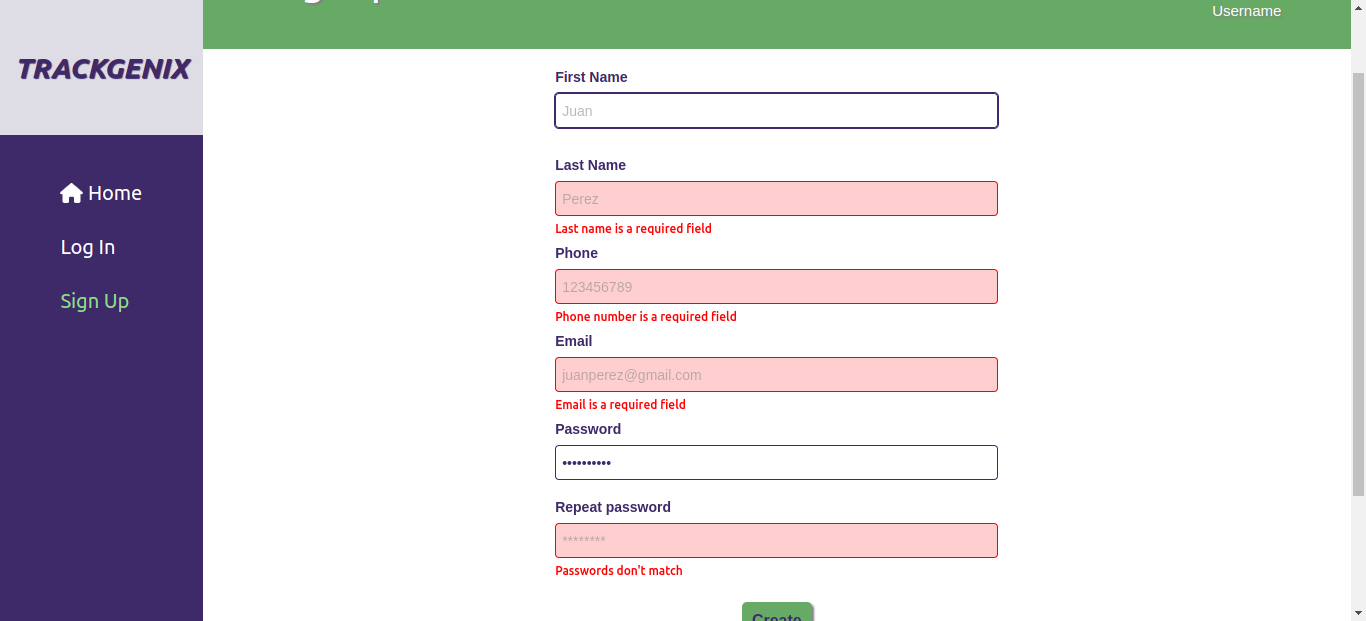 Username
TRACKGENIX
Home
Log In
Sign Up
First Name
Juan
Last Name
Perez
Last name is a required field
Phone
123456789
Phone number is a required field
Email
juanperez@gmail.com
Email is a required field
Password
••••••••••
Repeat password
********
Passwords don't match
Create